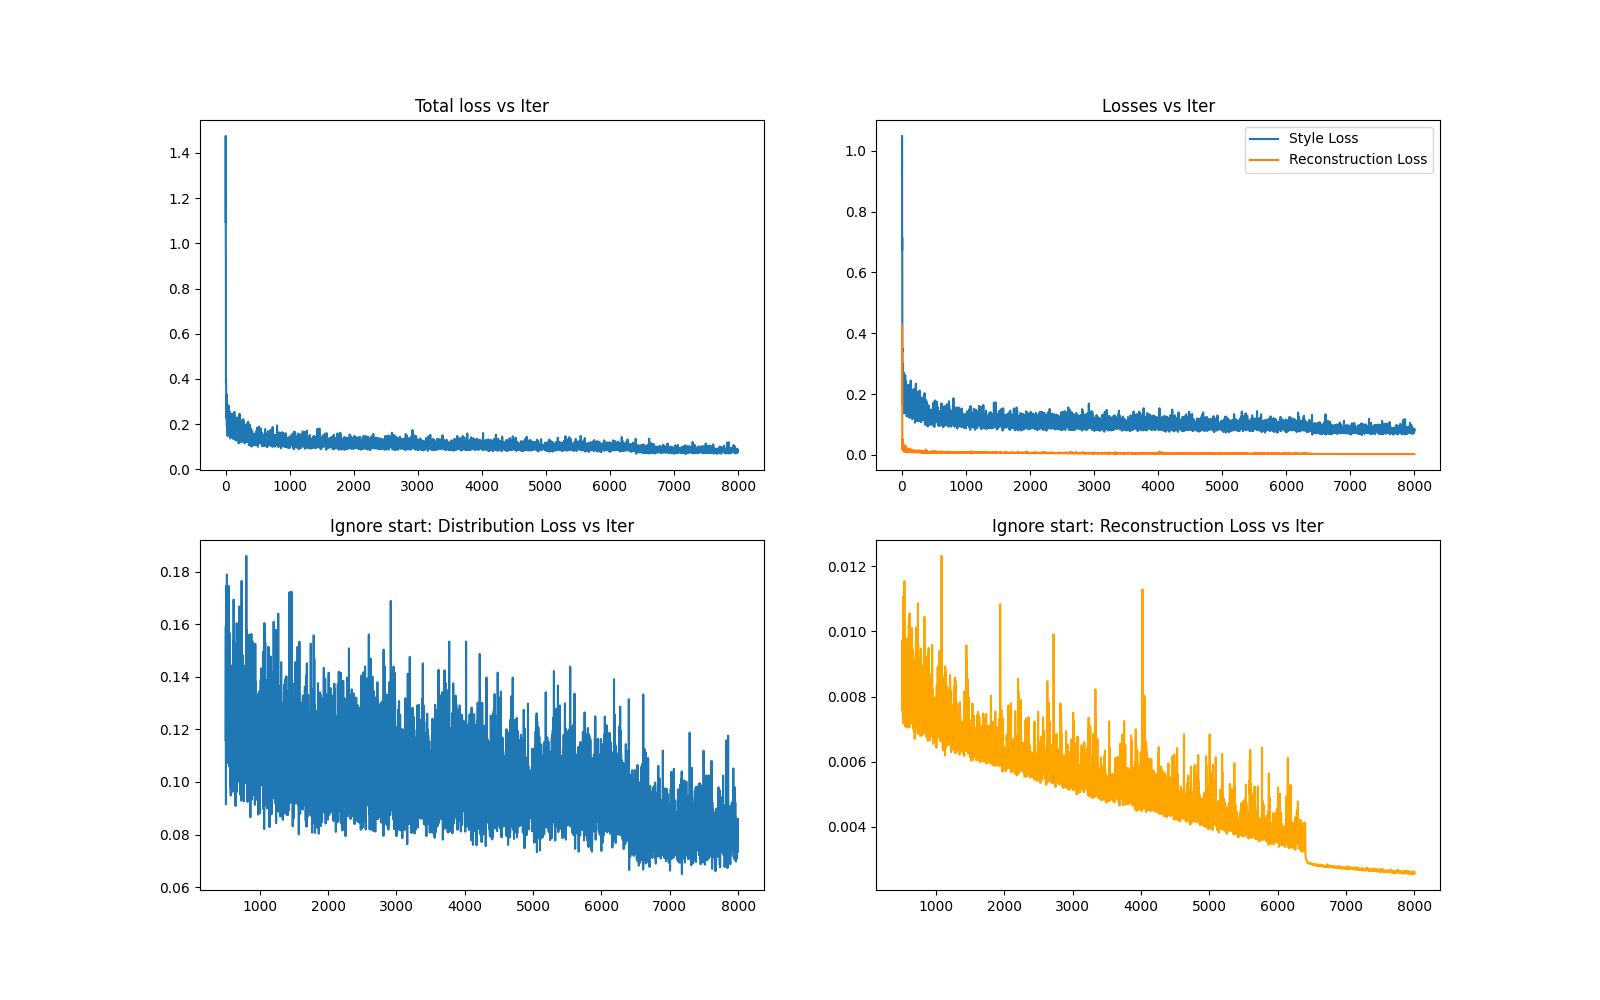 Total loss vs Iter
1.4
1.2
1.0
0.8
0.6
0.4
0.2
0.0
0 1000 2000 3000 4000 5000 6000 7000 8000
Losses vs Iter
Style Loss
Reconstruction Loss
1.0
0.8
0.6
0.4
0.2
0.0
0 1000 2000 3000 4000 5000 6000 7000 8000
Ignore start: Distribution Loss vs Iter
0.18
0.16
0.14
0.12
0.10
0.08
0.06
1000 2000 3000 4000 5000 6000 7000 8000
Ignore start: Reconstruction Loss vs Iter
0.012
0.010
0.008
0.006
0.004
1000 2000 3000 4000 5000 6000 7000 8000